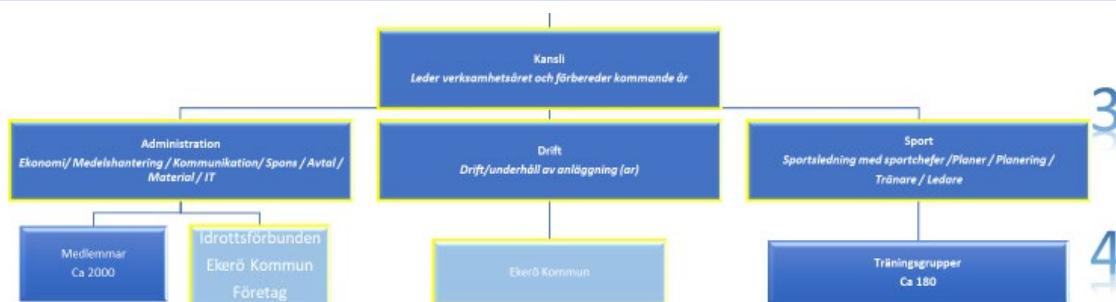 Kansli
Leder verksamhetsåret och förbereder kommande år
3
Administration
Ekonomi/ Medelshantering / Kommunikation/ Spons / Avtal /
Material / IT
Drift
Drift/underhåll av anläggning (ar)
Sport
Sportsledning med sportchefer /Planer / Planering /
Tränare / Ledare
Medlemmar
Ca 2000
Idrottsförbunden
Ekerö Kommun
Företag
Ekerö Kommun
Träningsgrupper
Ca 180
4